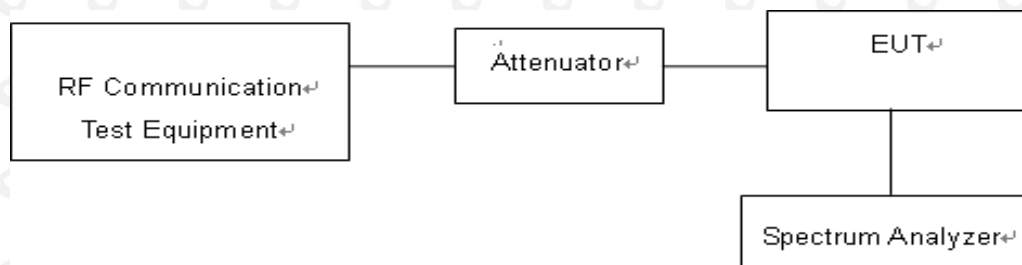 RF Communication↵
Test Equipment↵
Attenuator↵
EUT↵
Spectrum Analyzer↵